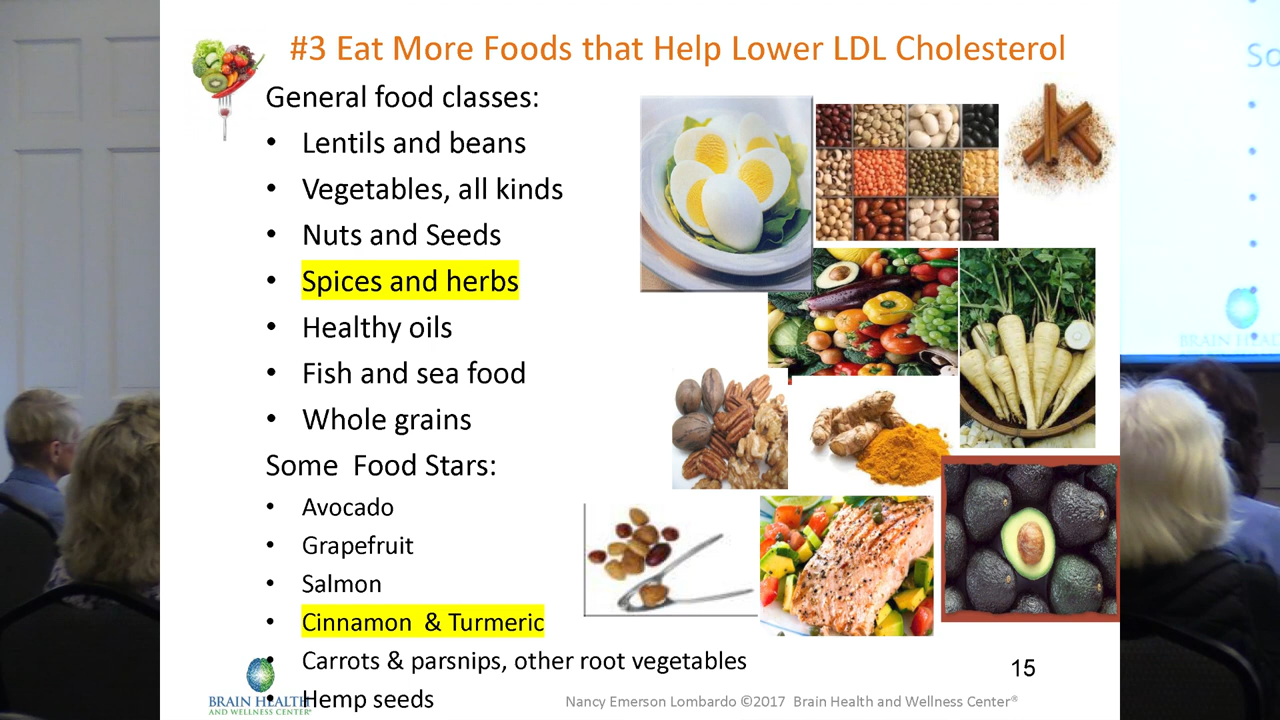 #3 Eat More Foods that Help Lower LDL Cholesterol
General food classes:
• Lentils and beans
• Vegetables, all kinds
• Nuts and Seeds
• Spices and herbs
• Healthy oils
• Fish and sea food
• Whole grains
Some Food Stars:
• Avocado
• Grapefruit
• Salmon
• Cinnamon & Turmeric
• Carrots & parsnips, other root vegetables
• Hemp seeds
15
BRAIN HEALTH
AND WELLNESS CENTER®
Nancy Emerson Lombardo ©2017 Brain Health and Wellness Center®
So
BRAIN HEAL